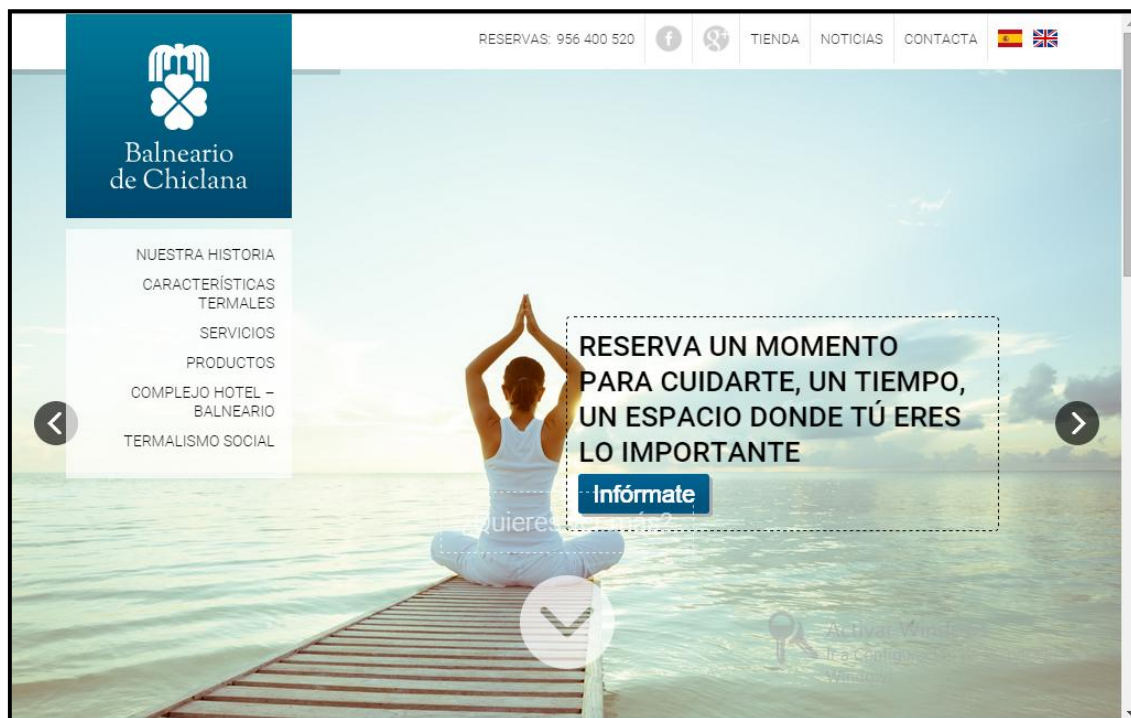 RESERVAS: 956 400 520
TIENDA
NOTICIAS
CONTACTA
Balneario
de Chiclana
NUESTRA HISTORIA
CARACTERÍSTICAS
TERMALES
SERVICIOS
PRODUCTOS
COMPLEJO HOTEL –
BALNEARIO
TERMALISMO SOCIAL
RESERVA UN MOMENTO
PARA CUIDARTE, UN TIEMPO,
UN ESPACIO DONDE TÚ ERES
LO IMPORTANTE
Infórmate
más?
Activar